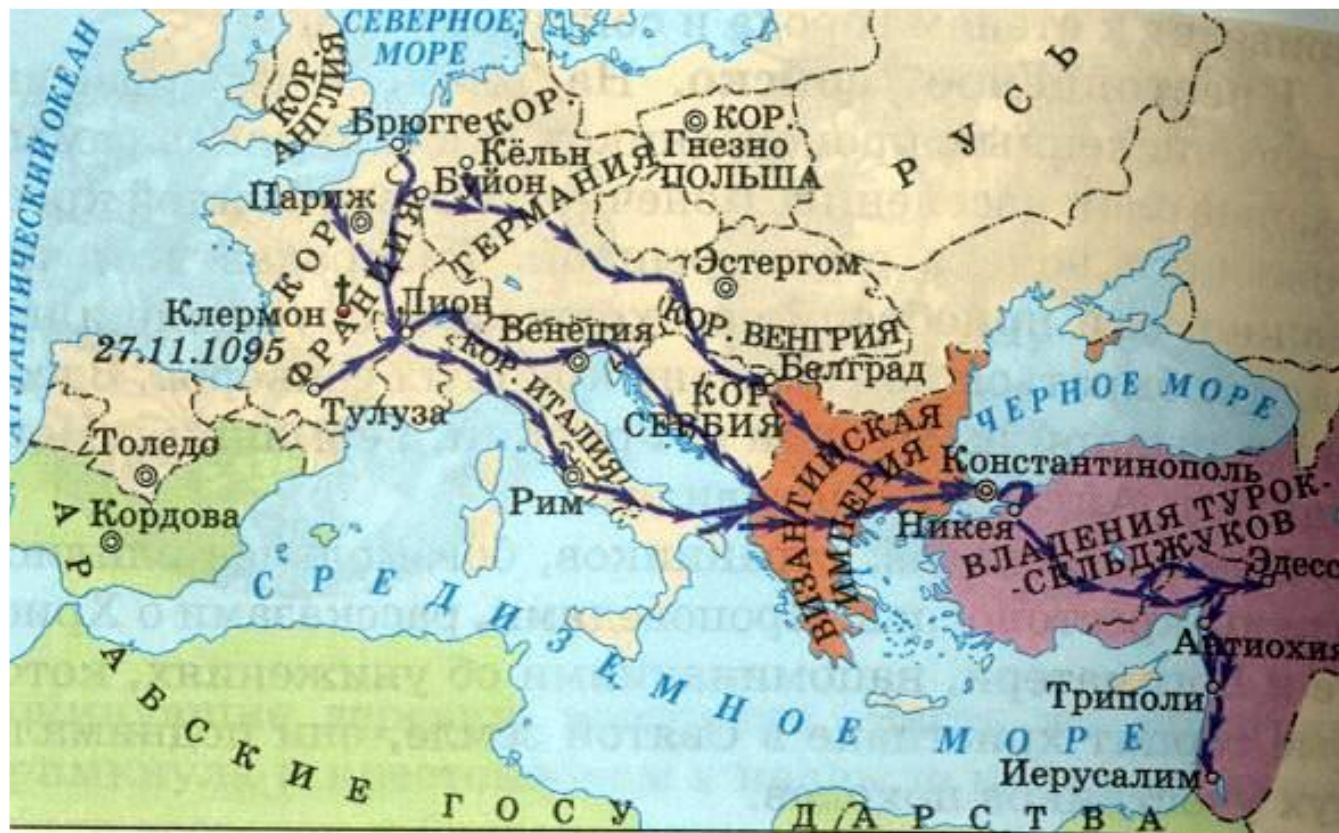 АТЛАНТИЧЕСКИЙ ОКЕАН
СЕВЕРНОЕ
МОРЕ
КОР.
АНГЛИЯ
Брюгге
КОР.
ГЕРМАНИЯ
Кёльн
Буйон
КОР.
Гнезно
ПОЛЬША
РУСЬ
Париж
КОР.
ФРАНЦИЯ
Эстергом
Клермон
27.11.1095
Лион
Венеция
КОР. ВЕНГРИЯ
КОР. ИТАЛИЯ
Белград
Тулуза
КОР.
СЕРБИЯ
ЧЕРНОЕ МОРЕ
Толедо
ВИЗАНТИЙСКАЯ
ИМПЕРИЯ
Константинополь
Рим
Кордова
Никея
ВЛАДЕНИЯ ТУРОК-
-СЕЛЬДЖУКОВ
Эдесс
СРЕДИЗЕМНОЕ МОРЕ
Антиохия
Триполи
Иерусалим
АРАБСКИЕ ГОСУДАРСТВА